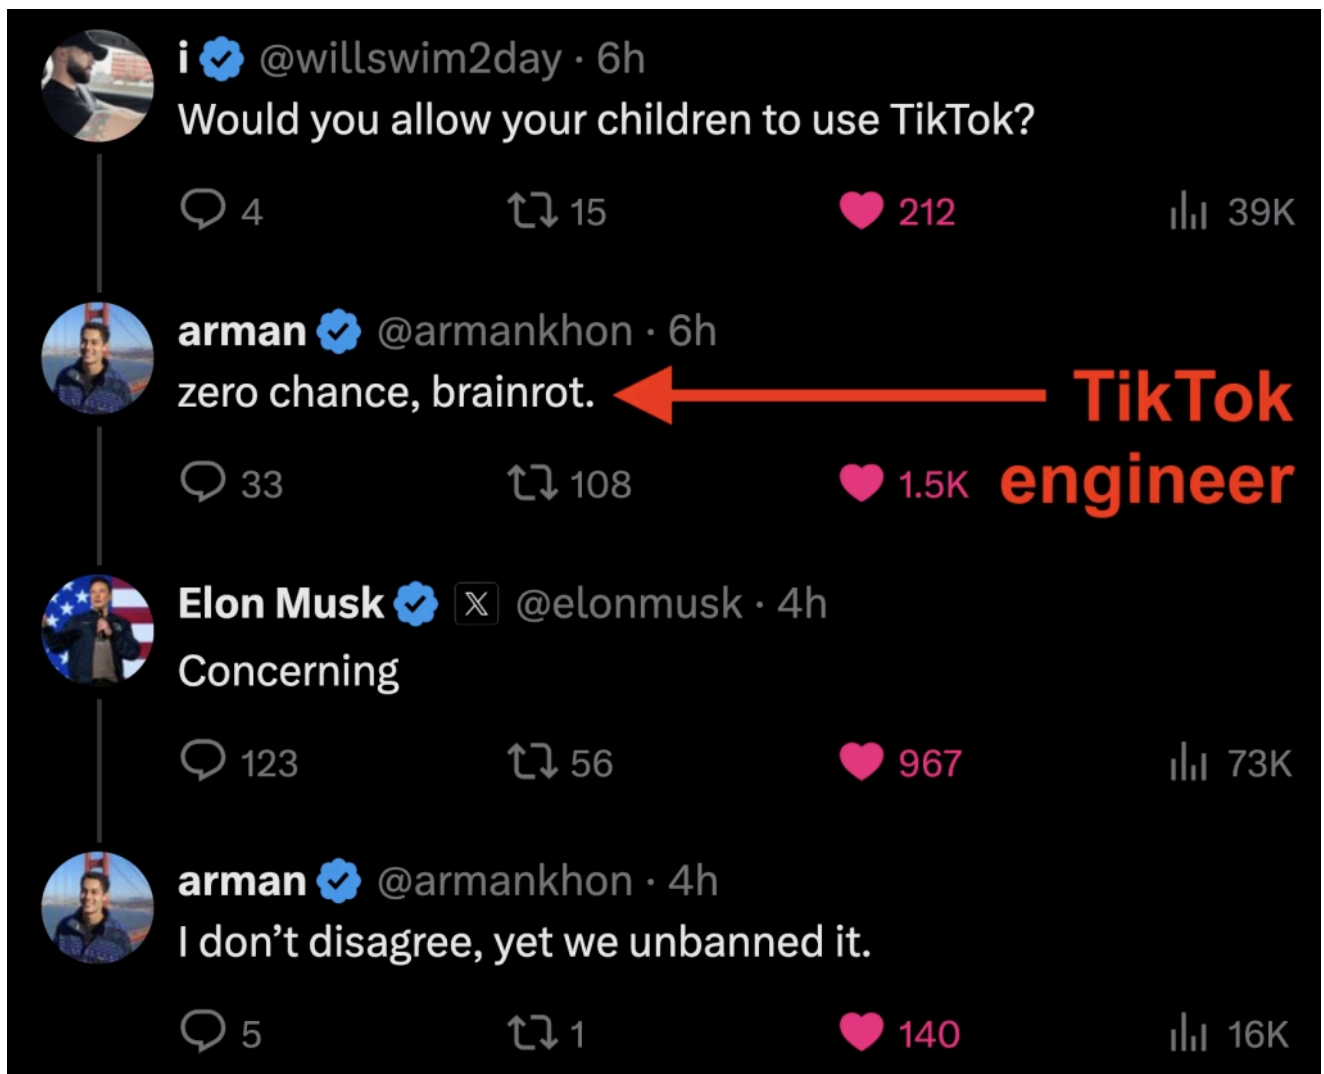 i @willswim2day · 6h
Would you allow your children to use TikTok?
4 15 212 39K
arman @armankhon · 6h
zero chance, brainrot.
TikTok
engineer
33 108 1.5K
Elon Musk X @elonmusk · 4h
Concerning
123 56 967 73K
arman @armankhon · 4h
I don’t disagree, yet we unbanned it.
5 1 140 16K